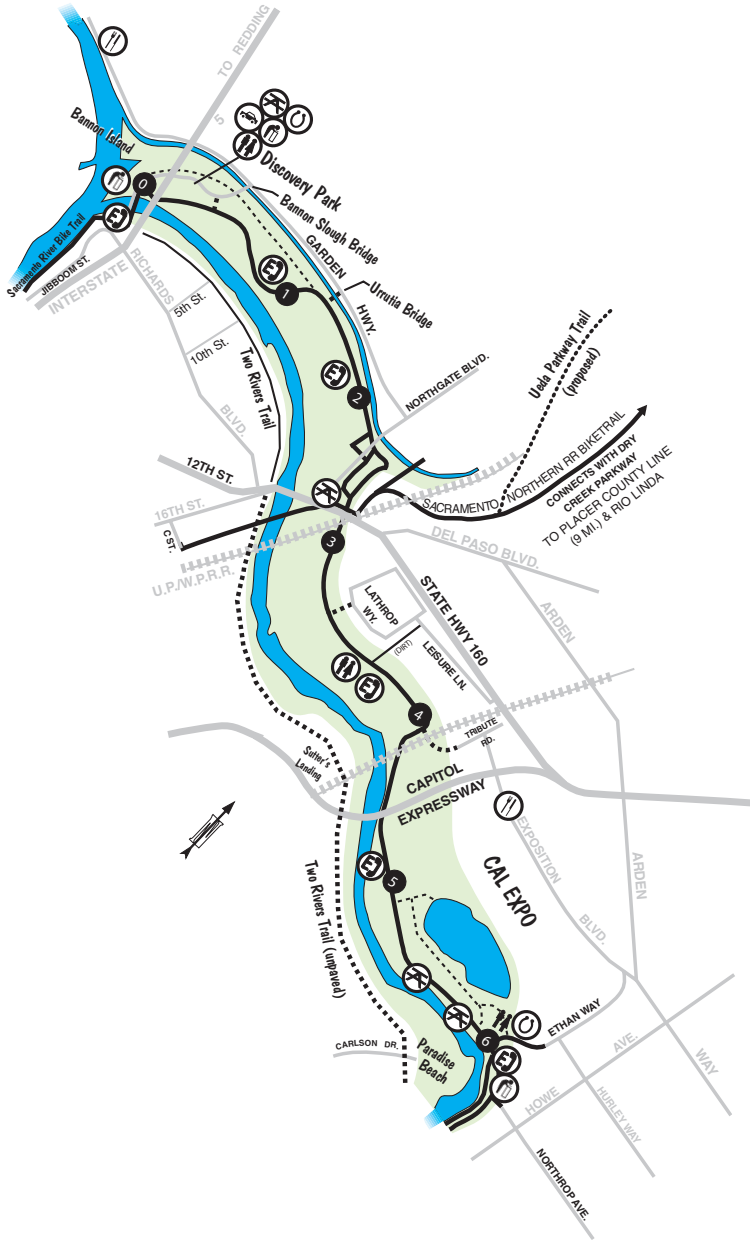 TO REDDING
5
Bannon Island
Discovery Park
Bannon Slough Bridge
0
E
Sacramento River Bike Trail
JIBBOOM ST.
INTERSTATE
RICHARDS
BLVD.
5th St.
10th St.
GARDEN
HWY.
E
1
Urrutia Bridge
Two Rivers Trail
E
2
NORTHGATE BLVD.
Ueda Parkway Trail
(proposed)
12TH ST.
16TH ST.
C ST.
U.P./W.P.R.R.
3
SACRAMENTO NORTHERN RR BIKETRAIL
CONNECTS WITH DRY
CREEK PARKWAY
TO PLACER COUNTY LINE
(9 MI.) & RIO LINDA
DEL PASO BLVD.
LATHROP
WY.
STATE HWY 160
ARDEN
(DIRT)
LEISURE LN.
E
4
TRIBUTE
RD.
Sutter's
Landing
CAPITOL
EXPRESSWAY
EXPOSITION
BLVD.
E
5
CAL EXPO
ARDEN
WAY
Two Rivers Trail (unpaved)
6
E
ETHAN WAY
CARLSON DR.
Paradise
Beach
HOWE
AVE.
HURLEY WAY
NORTHROP AVE.